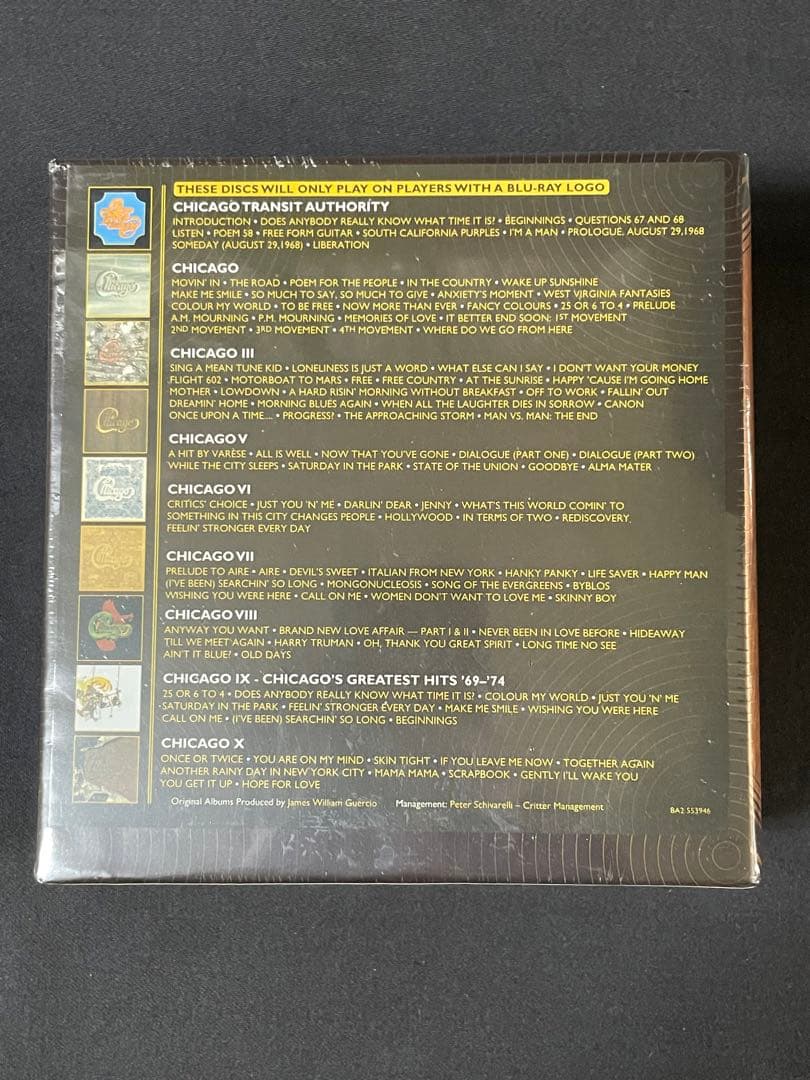 THESE DISCS WILL ONLY PLAY ON PLAYERS WITH A BLU-RAY LOGO
CHICAGO TRANSIT AUTHORITY
INTRODUCTION • DOES ANYBODY REALLY KNOW WHAT TIME IT IS? • BEGINNINGS • QUESTIONS 67 AND 68
LISTEN • POEM 58 • FREE FORM GUITAR • SOUTH CALIFORNIA PURPLES • I'M A MAN • PROLOGUE, AUGUST 29,1968
SOMEDAY (AUGUST 29,1968) • LIBERATION
CHICAGO
MOVIN' IN • THE ROAD • POEM FOR THE PEOPLE • IN THE COUNTRY • WAKE UP SUNSHINE
MAKE ME SMILE • SO MUCH TO SAY, SO MUCH TO GIVE • ANXIETY'S MOMENT • WEST VIRGINIA FANTASIES
COLOUR MY WORLD • TO BE FREE • NOW MORE THAN EVER • FANCY COLOURS • 25 OR 6 TO 4 • PRELUDE
A.M. MOURNING • P.M. MOURNING • MEMORIES OF LOVE • IT BETTER END SOON: 1ST MOVEMENT
2ND MOVEMENT • 3RD MOVEMENT • 4TH MOVEMENT • WHERE DO WE GO FROM HERE
Chicago
CHICAGO III
SING A MEAN TUNE KID • LONELINESS IS JUST A WORD • WHAT ELSE CAN I SAY • I DON'T WANT YOUR MONEY
FLIGHT 602 • MOTORBOAT TO MARS • FREE • FREE COUNTRY • AT THE SUNRISE • HAPPY 'CAUSE I'M GOING HOME
MOTHER • LOWDOWN • A HARD RISIN' MORNING WITHOUT BREAKFAST • OFF TO WORK • FALLIN' OUT
DREAMIN' HOME • MORNING BLUES AGAIN • WHEN ALL THE LAUGHTER DIES IN SORROW • CANON
ONCE UPON A TIME.... • PROGRESS? • THE APPROACHING STORM • MAN VS. MAN: THE END
Chicago
CHICAGO V
A HIT BY VARÈSE • ALL IS WELL • NOW THAT YOU'VE GONE • DIALOGUE (PART ONE) • DIALOGUE (PART TWO)
WHILE THE CITY SLEEPS • SATURDAY IN THE PARK • STATE OF THE UNION • GOODBYE • ALMA MATER
Chicago
CHICAGO VI
CRITICS' CHOICE • JUST YOU 'N' ME • DARLIN' DEAR • JENNY • WHAT'S THIS WORLD COMIN' TO
SOMETHING IN THIS CITY CHANGES PEOPLE • HOLLYWOOD • IN TERMS OF TWO • REDISCOVERY
FEELIN' STRONGER EVERY DAY
Chicago
CHICAGO VII
PRELUDE TO AIRE • AIRE • DEVIL'S SWEET • ITALIAN FROM NEW YORK • HANKY PANKY • LIFE SAVER • HAPPY MAN
(I'VE BEEN) SEARCHIN' SO LONG • MONGONUCLEOSIS • SONG OF THE EVERGREENS • BYBLOS
WISHING YOU WERE HERE • CALL ON ME • WOMEN DON'T WANT TO LOVE ME • SKINNY BOY
CHICAGO VIII
ANYWAY YOU WANT • BRAND NEW LOVE AFFAIR — PART I & II • NEVER BEEN IN LOVE BEFORE • HIDEAWAY
TILL WE MEET AGAIN • HARRY TRUMAN • OH, THANK YOU GREAT SPIRIT • LONG TIME NO SEE
AIN'T IT BLUE? • OLD DAYS
CHICAGO IX - CHICAGO'S GREATEST HITS '69–'74
25 OR 6 TO 4 • DOES ANYBODY REALLY KNOW WHAT TIME IT IS? • COLOUR MY WORLD • JUST YOU 'N' ME
SATURDAY IN THE PARK • FEELIN' STRONGER EVERY DAY • MAKE ME SMILE • WISHING YOU WERE HERE
CALL ON ME • (I'VE BEEN) SEARCHIN' SO LONG • BEGINNINGS
CHICAGO X
ONCE OR TWICE • YOU ARE ON MY MIND • SKIN TIGHT • IF YOU LEAVE ME NOW • TOGETHER AGAIN
ANOTHER RAINY DAY IN NEW YORK CITY • MAMA MAMA • SCRAPBOOK • GENTLY I'LL WAKE YOU
YOU GET IT UP • HOPE FOR LOVE
Original Albums Produced by James William Guercio Management: Peter Schivarelli – Critter Management
BA2 553946